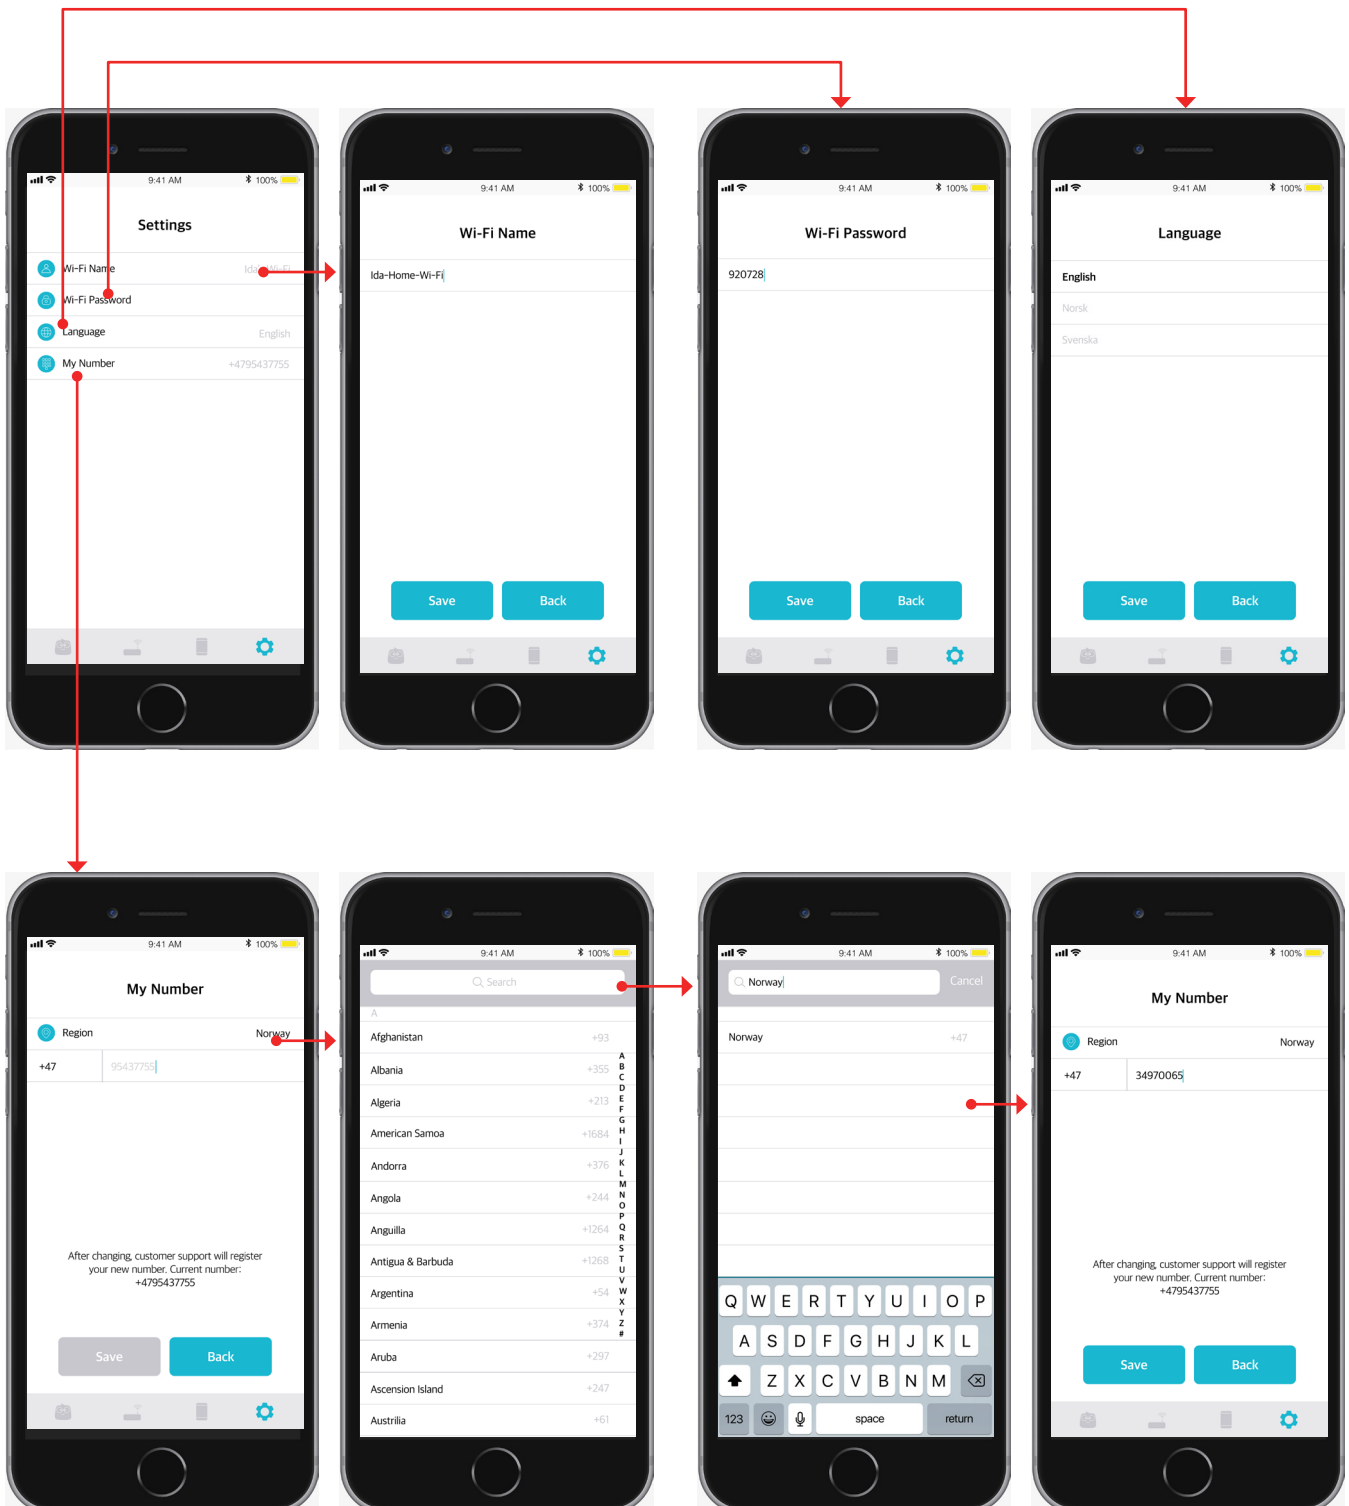 9:41 AM 100%
Settings
Wi-Fi Name
Wi-Fi Password
Language English
My Number +4795437755
9:41 AM 100%
Wi-Fi Name
Ida-Home-Wi-Fi
Save Back
9:41 AM 100%
Wi-Fi Password
920728
Save Back
9:41 AM 100%
Language
English
Norsk
Svenska
Save Back
9:41 AM 100%
My Number
Region Norway
+47 95437755
After changing, customer support will register
your new number. Current number:
+4795437755
Save Back
9:41 AM 100%
Search
A
Afghanistan +93
Albania +355
Algeria +213
American Samoa +1684
Andorra +376
Angola +244
Anguilla +1264
Antigua & Barbuda +1268
Argentina +54
Armenia +374
Aruba +297
Ascension Island +247
Austrilia +61
A
B
C
D
E
F
G
H
I
J
K
L
M
N
O
P
Q
R
S
T
U
V
W
X
Y
Z
#
9:41 AM 100%
Norway Cancel
Norway +47
Q W E R T Y U I O P
A S D F G H J K L
Z X C V B N M
123 space return
9:41 AM 100%
My Number
Region Norway
+47 34970065
After changing, customer support will register
your new number. Current number:
+4795437755
Save Back